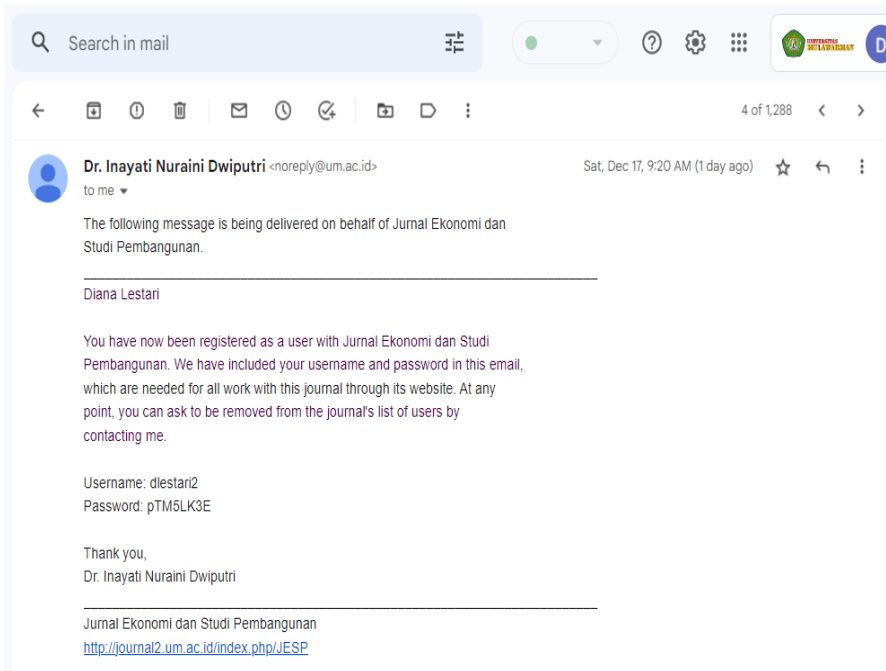 Search in mail
UNIVERSITAS
MULAWARMAN
D
4 of 1,288
Dr. Inayati Nuraini Dwiputri <noreply@um.ac.id>
Sat, Dec 17, 9:20 AM (1 day ago)
to me
The following message is being delivered on behalf of Jurnal Ekonomi dan
Studi Pembangunan.
Diana Lestari
You have now been registered as a user with Jurnal Ekonomi dan Studi
Pembangunan. We have included your username and password in this email,
which are needed for all work with this journal through its website. At any
point, you can ask to be removed from the journal's list of users by
contacting me.
Username: dlestari2
Password: pTM5LK3E
Thank you,
Dr. Inayati Nuraini Dwiputri
Jurnal Ekonomi dan Studi Pembangunan
http://journal2.um.ac.id/index.php/JESP